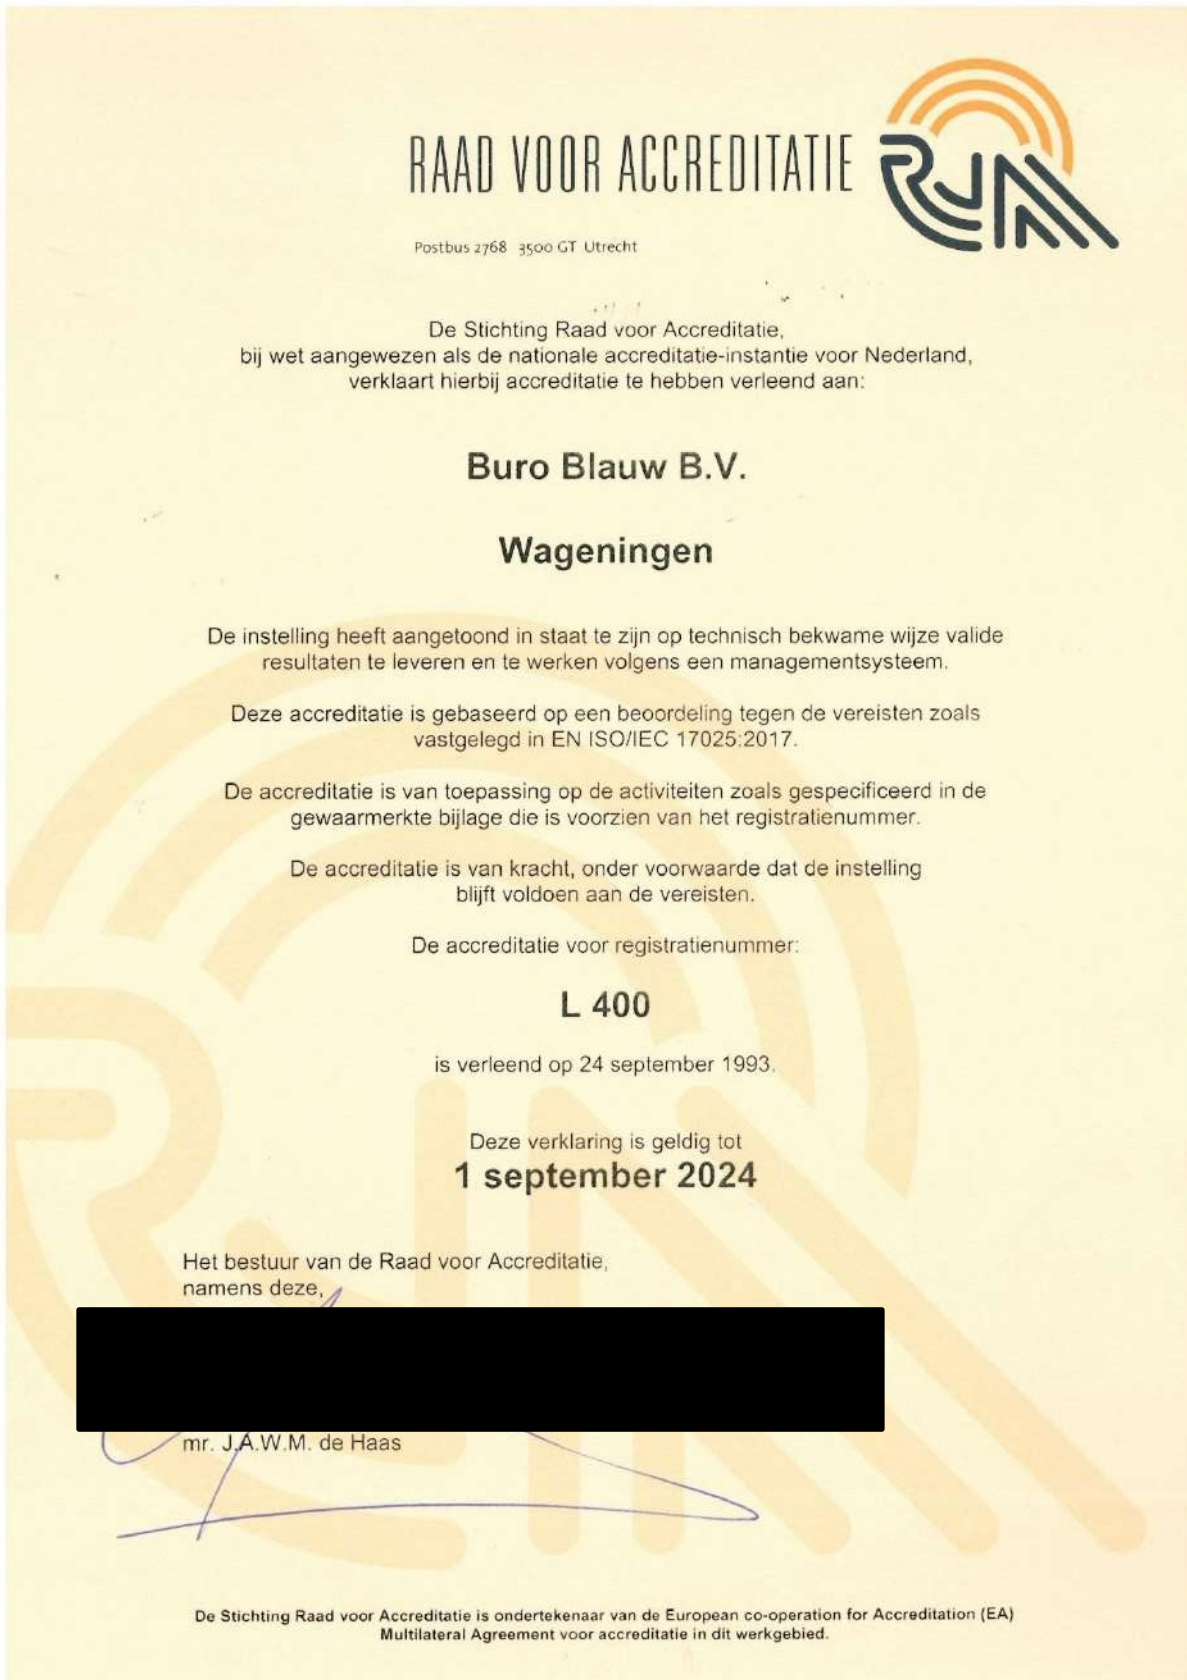 RAAD VOOR ACCREDITATIE
RvA
Postbus 2768 3500 GT Utrecht
De Stichting Raad voor Accreditatie,
bij wet aangewezen als de nationale accreditatie-instantie voor Nederland,
verklaart hierbij accreditatie te hebben verleend aan:
Buro Blauw B.V.
Wageningen
De instelling heeft aangetoond in staat te zijn op technisch bekwame wijze valide
resultaten te leveren en te werken volgens een managementsysteem.
Deze accreditatie is gebaseerd op een beoordeling tegen de vereisten zoals
vastgelegd in EN ISO/IEC 17025:2017.
De accreditatie is van toepassing op de activiteiten zoals gespecificeerd in de
gewaarmerkte bijlage die is voorzien van het registratienummer.
De accreditatie is van kracht, onder voorwaarde dat de instelling
blijft voldoen aan de vereisten.
De accreditatie voor registratienummer:
L 400
is verleend op 24 september 1993.
Deze verklaring is geldig tot
1 september 2024
Het bestuur van de Raad voor Accreditatie,
namens deze,
mr. J.A.W.M. de Haas
De Stichting Raad voor Accreditatie is ondertekenaar van de European co-operation for Accreditation (EA)
Multilateral Agreement voor accreditatie in dit werkgebied.